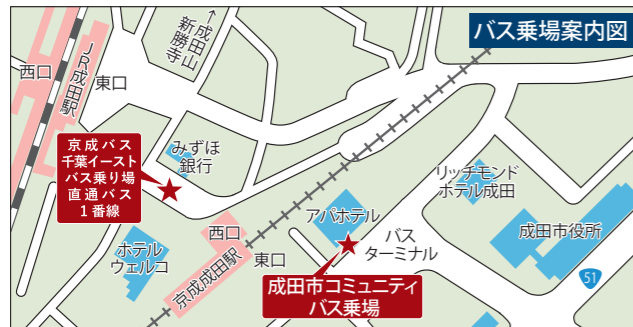 バス乗場案内図
↑成田山
新勝寺
JR成田駅
西口
東口
京成バス
千葉イースト
バス乗り場
直通バス
1番線
みずほ
銀行
リッチモンド
ホテル成田
アパホテル
バス
ターミナル
成田市役所
西口
東口
京成成田駅
ホテル
ウェルコ
成田市コミュニティ
バス乗場
51